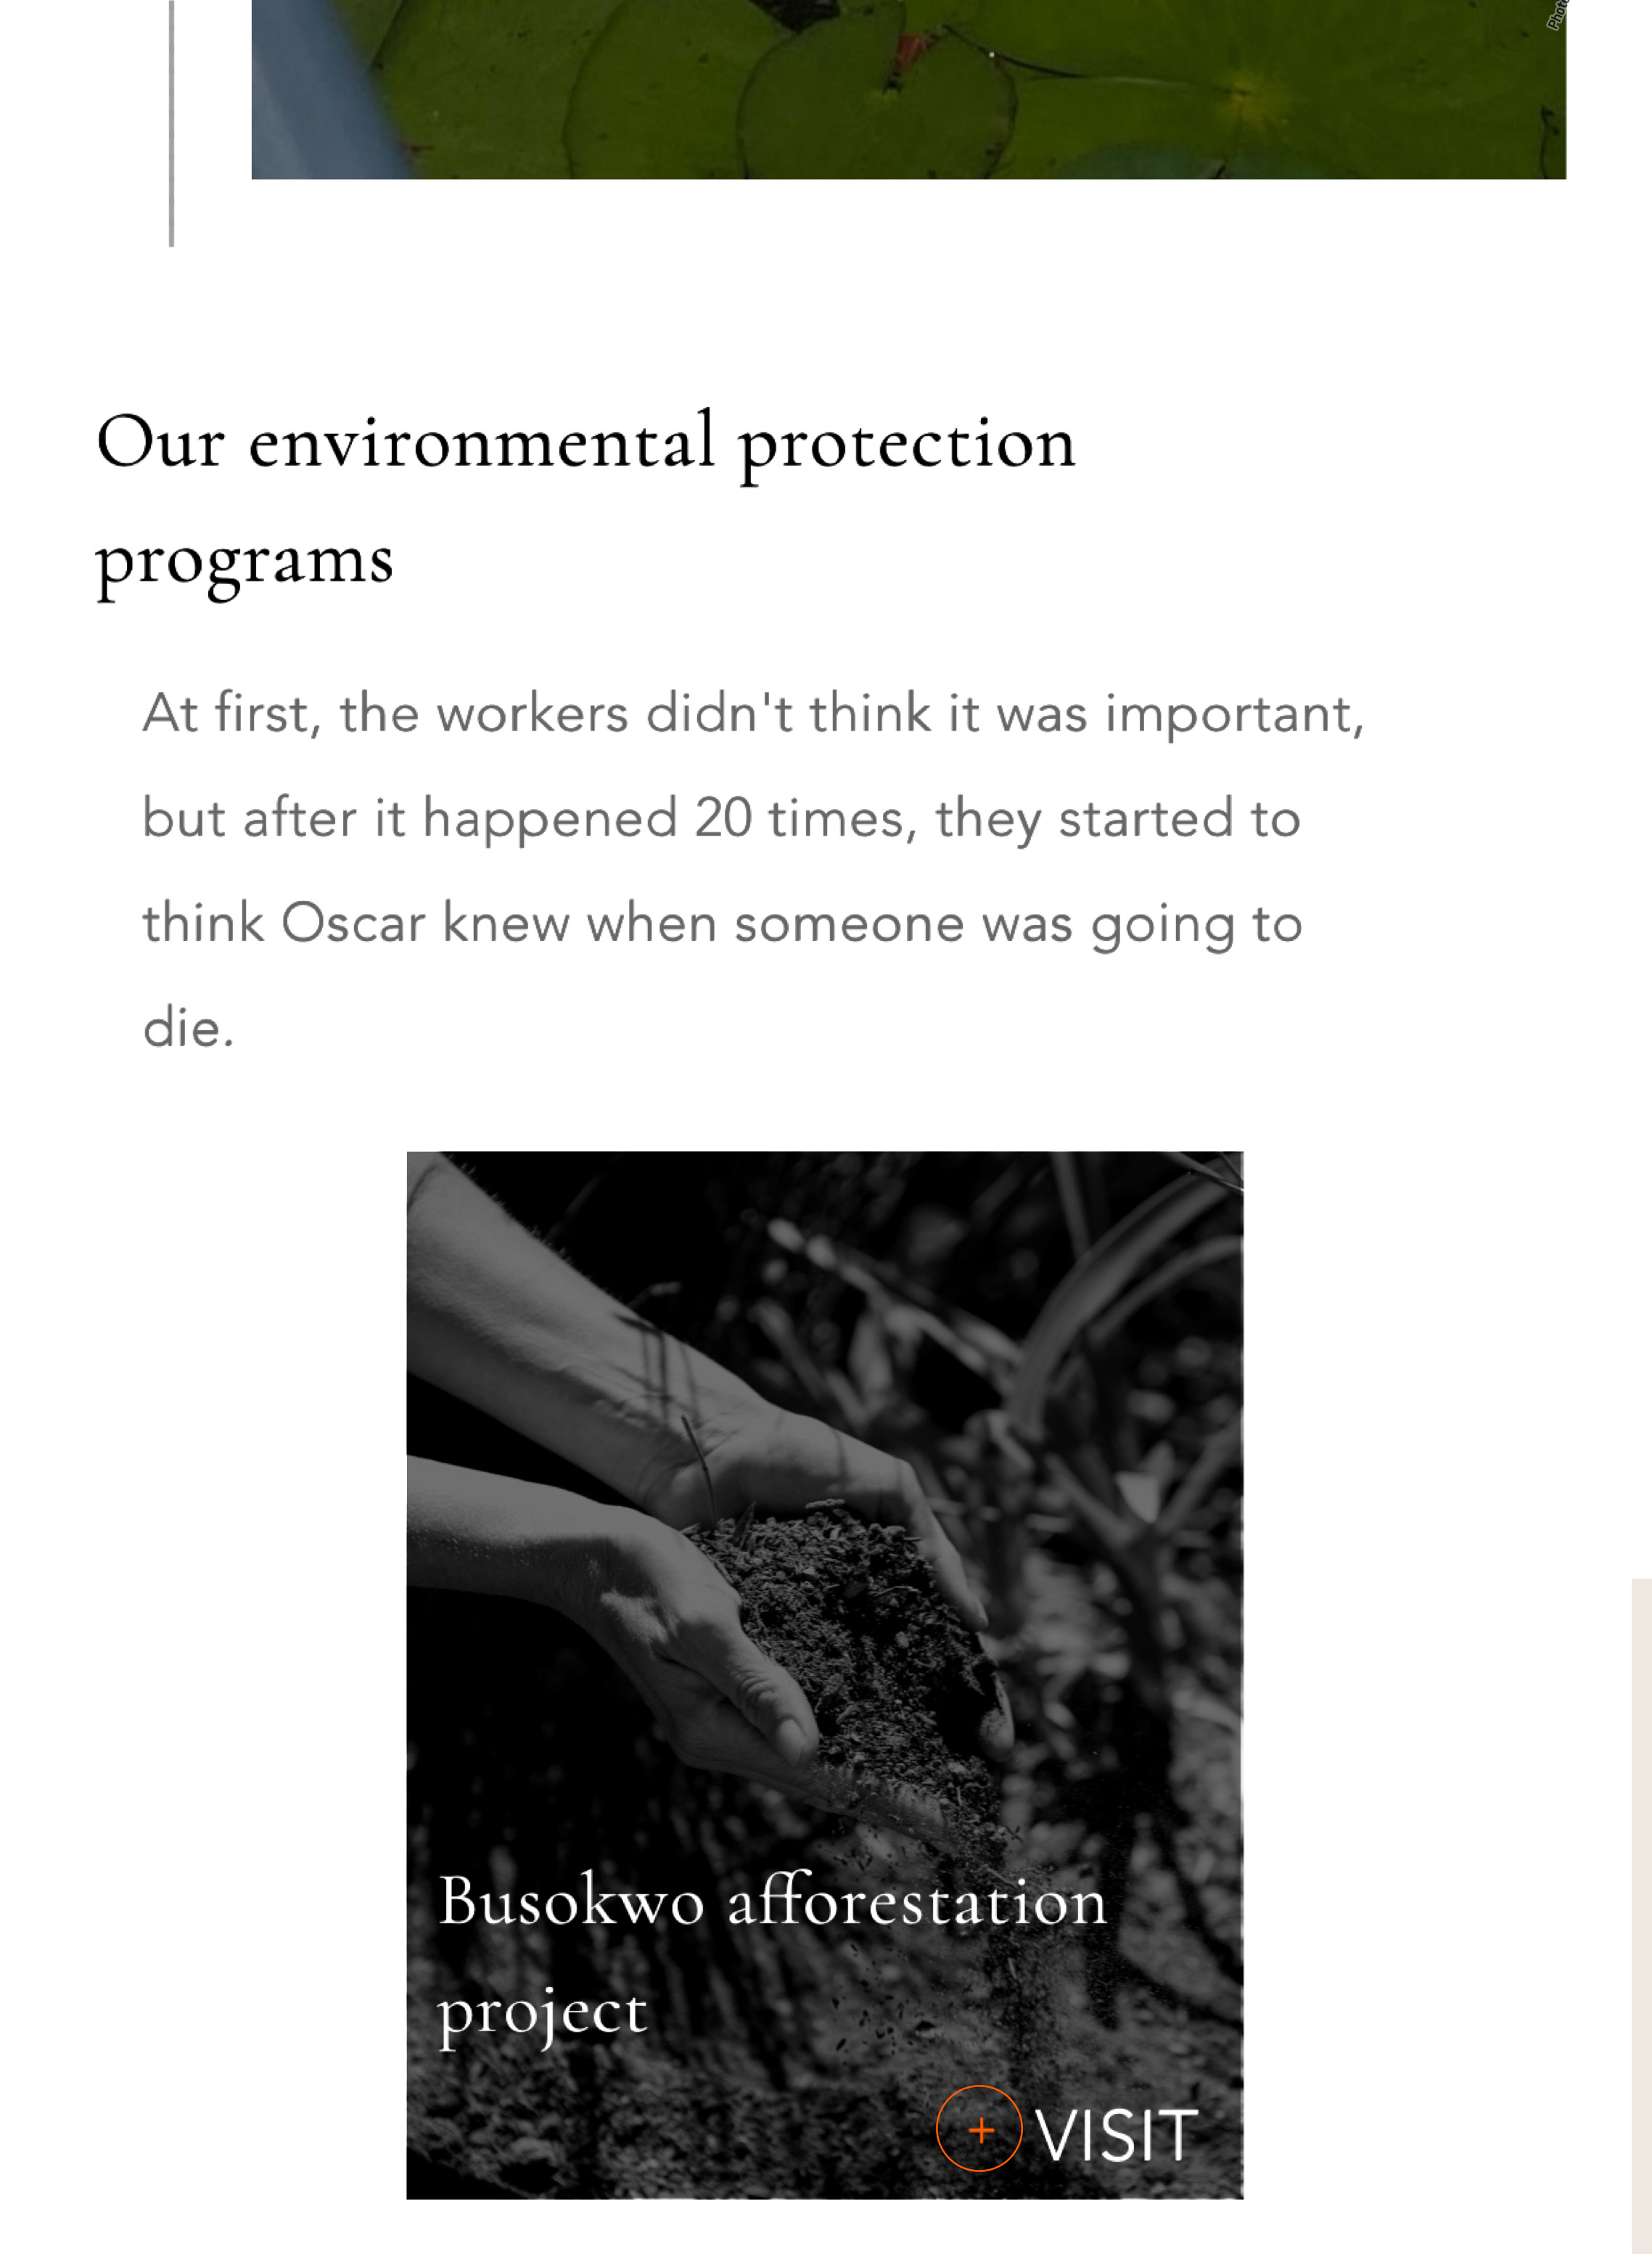 Our environmental protection
programs
At first, the workers didn't think it was important,
but after it happened 20 times, they started to
think Oscar knew when someone was going to
die.
Busokwo afforestation
project
+ VISIT